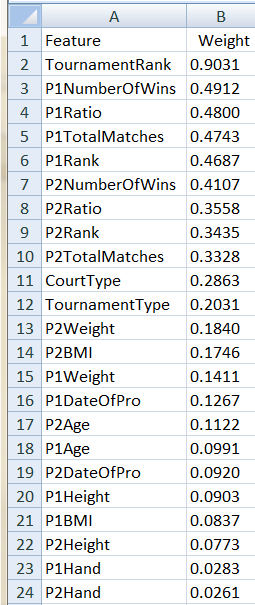 A B
1 Feature Weight
2 TournamentRank 0.9031
3 P1NumberOfWins 0.4912
4 P1Ratio 0.4800
5 P1TotalMatches 0.4743
6 P1Rank 0.4687
7 P2NumberOfWins 0.4107
8 P2Ratio 0.3558
9 P2Rank 0.3435
10 P2TotalMatches 0.3328
11 CourtType 0.2863
12 TournamentType 0.2031
13 P2Weight 0.1840
14 P2BMI 0.1746
15 P1Weight 0.1411
16 P1DateOfPro 0.1267
17 P2Age 0.1122
18 P1Age 0.0991
19 P2DateOfPro 0.0920
20 P1Height 0.0903
21 P1BMI 0.0837
22 P2Height 0.0773
23 P1Hand 0.0283
24 P2Hand 0.0261